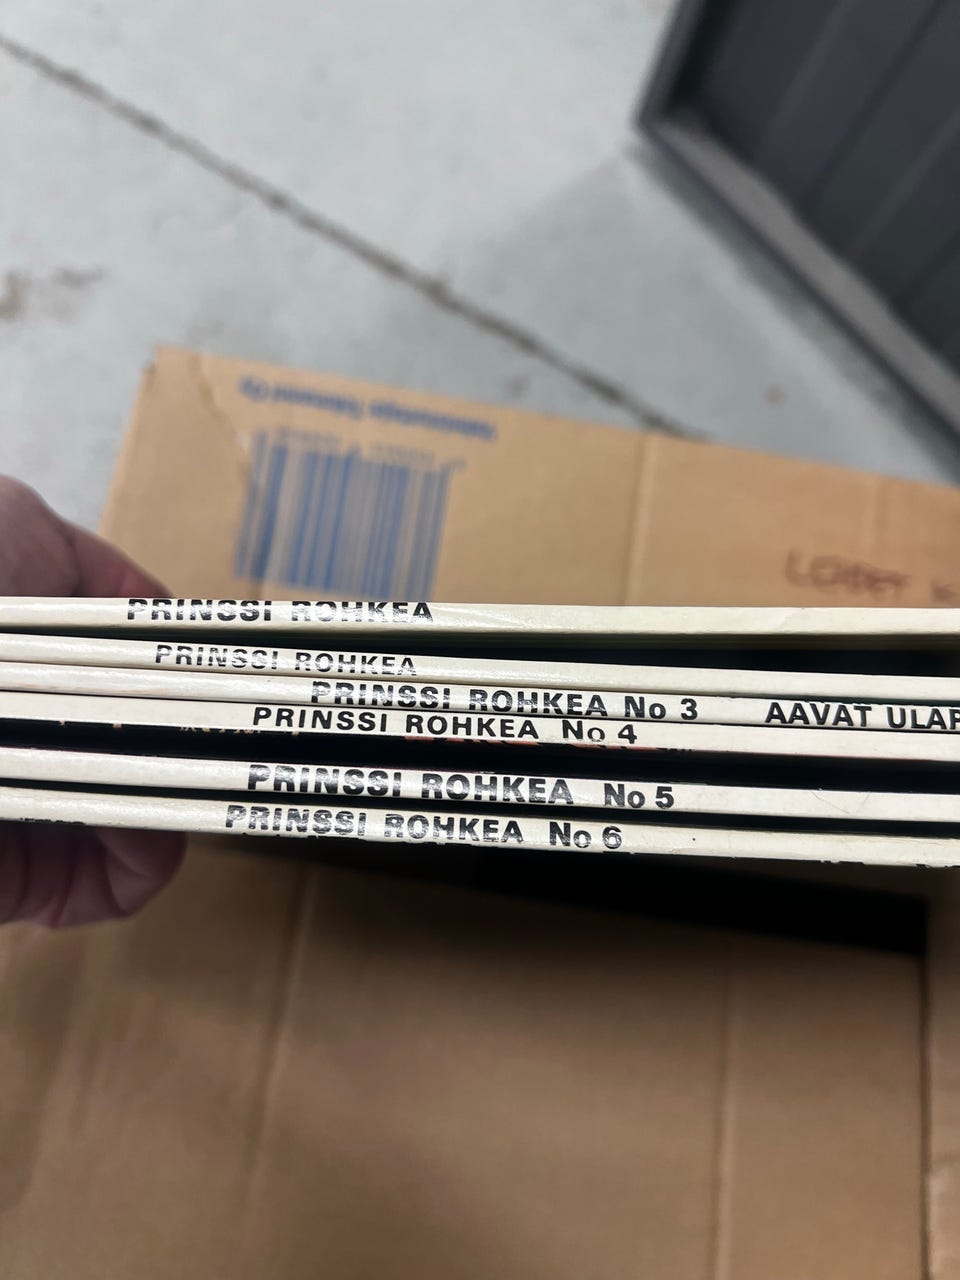 PRINSSI ROHKEA
PRINSSI ROHKEA
PRINSSI ROHKEA No 3 AAVAT ULAP
PRINSSI ROHKEA No 4
PRINSSI ROHKEA No 5
PRINSSI ROHKEA No 6